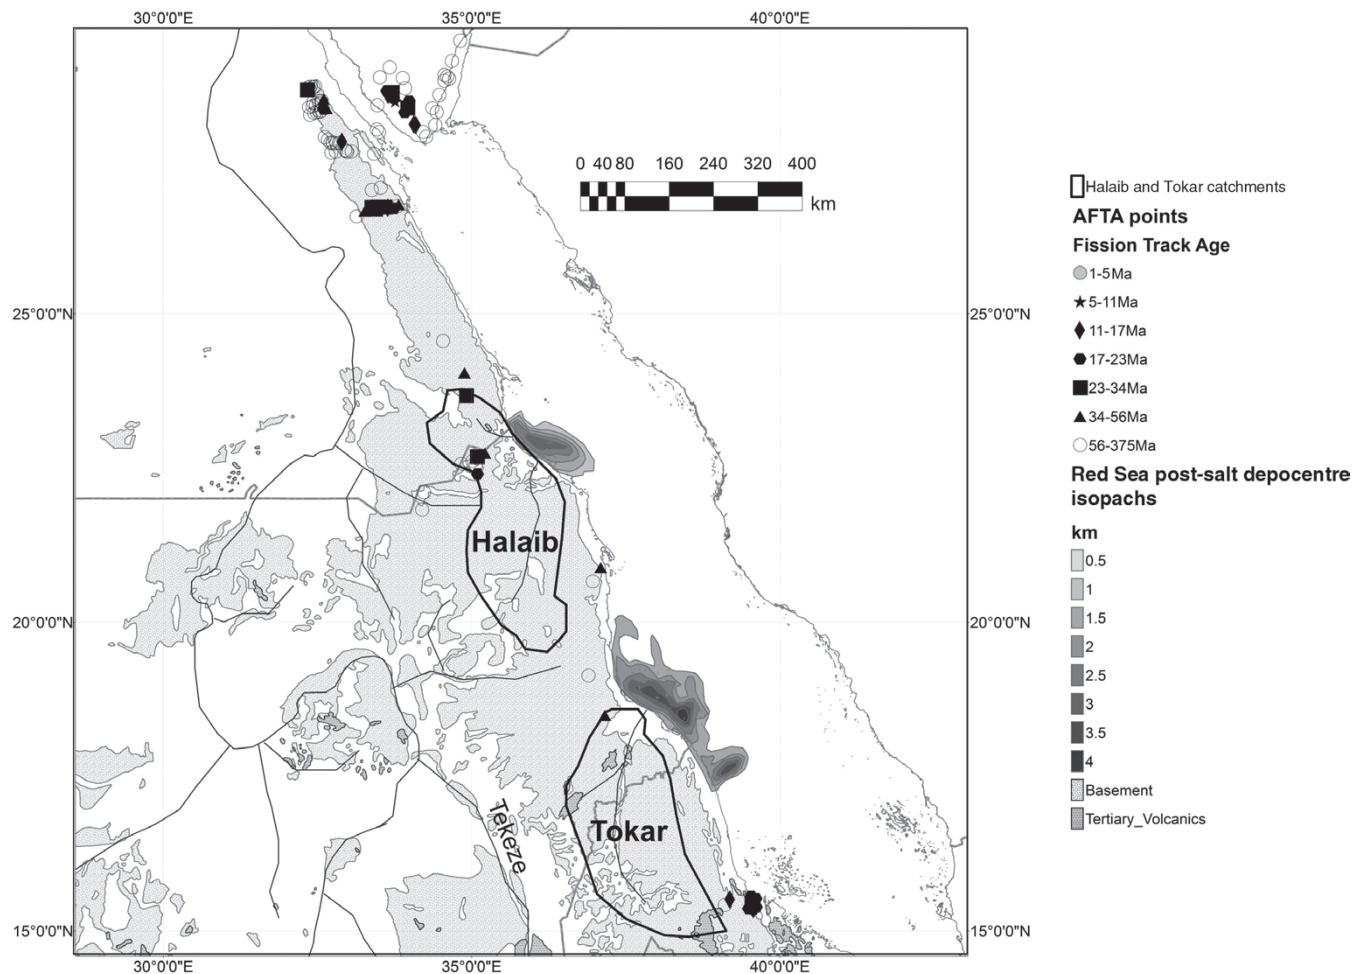 30°0'0"E 35°0'0"E 40°0'0"E
0 40 80 160 240 320 400
km
25°0'0"N 25°0'0"N
20°0'0"N 20°0'0"N
15°0'0"N 15°0'0"N
Halaib
Tokar
Tekeze
30°0'0"E 35°0'0"E 40°0'0"E
Halaib and Tokar catchments
AFTA points
Fission Track Age
1-5Ma
5-11Ma
11-17Ma
17-23Ma
23-34Ma
34-56Ma
56-375Ma
Red Sea post-salt depocentre
isopachs
km
0.5
1
1.5
2
2.5
3
3.5
4
Basement
Tertiary_Volcanics